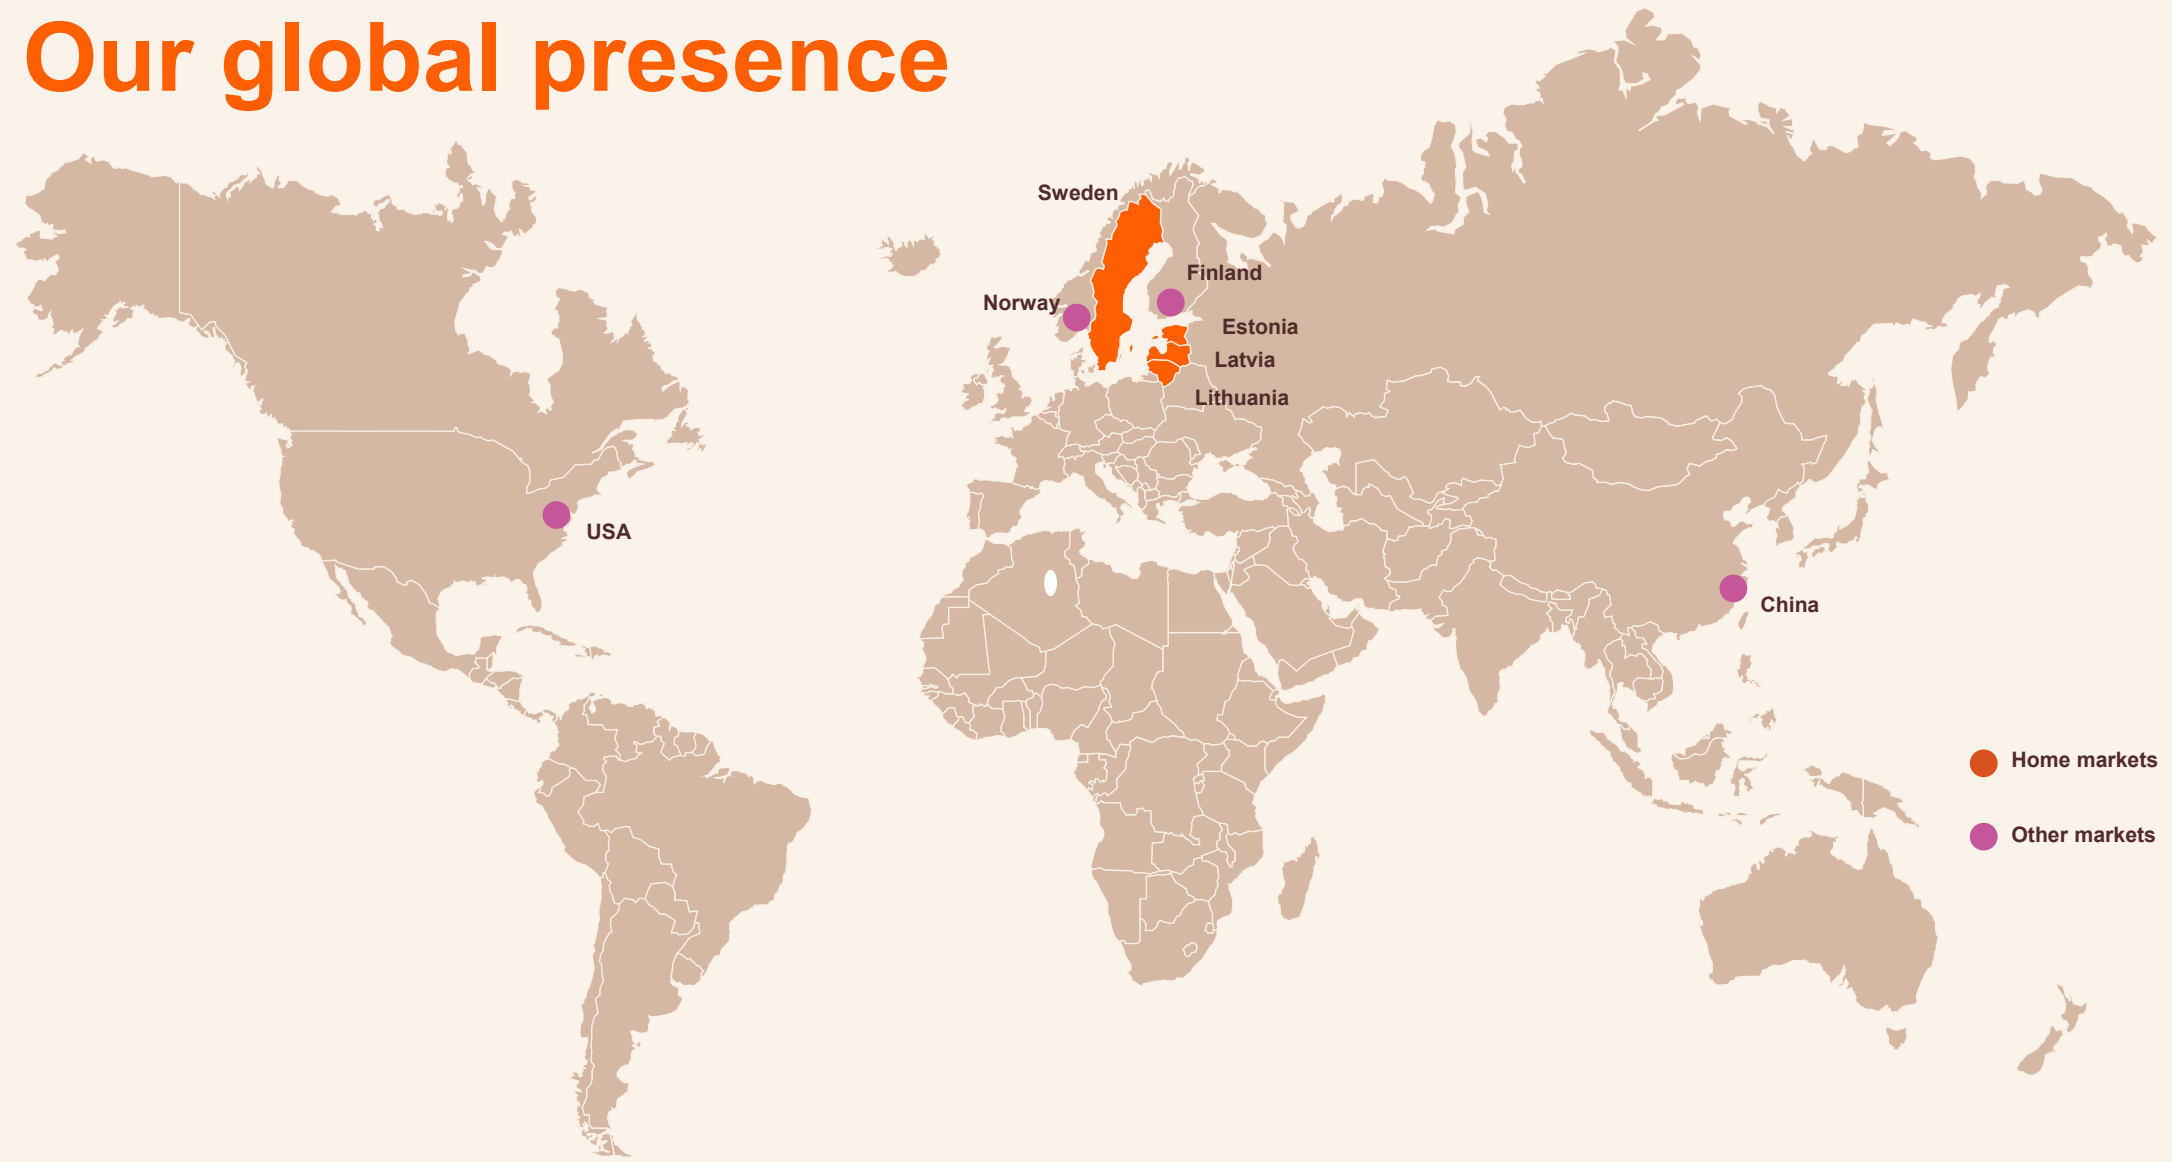 Our global presence
Sweden
Finland
Norway
Estonia
Latvia
Lithuania
USA
China
Home markets
Other markets